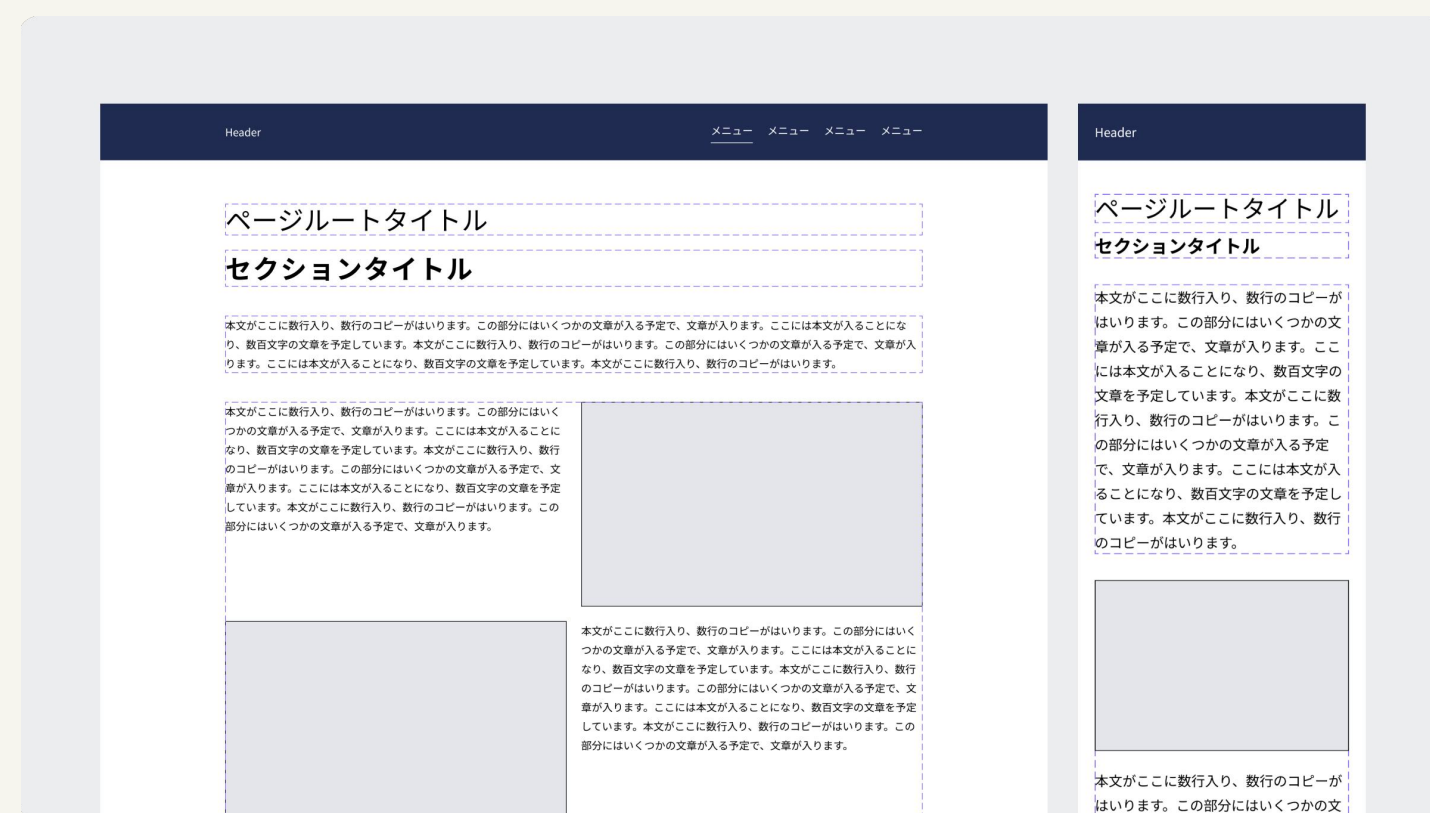 Header
メニュー メニュー メニュー メニュー
ページルートタイトル
セクションタイトル
本文がここに数行入り、数行のコピーがはいります。この部分にはいくつかの文章が入る予定で、文章が入ります。ここには本文が入ることにな
り、数百文字の文章を予定しています。本文がここに数行入り、数行のコピーがはいります。この部分にはいくつかの文章が入る予定で、文章が入
ります。ここには本文が入ることになり、数百文字の文章を予定しています。本文がここに数行入り、数行のコピーがはいります。
本文がここに数行入り、数行のコピーがはいります。この部分にはいく
つかの文章が入る予定で、文章が入ります。ここには本文が入ることに
なり、数百文字の文章を予定しています。本文がここに数行入り、数行
のコピーがはいります。この部分にはいくつかの文章が入る予定で、文
章が入ります。ここには本文が入ることになり、数百文字の文章を予定
しています。本文がここに数行入り、数行のコピーがはいります。この
部分にはいくつかの文章が入る予定で、文章が入ります。
本文がここに数行入り、数行のコピーがはいります。この部分にはいく
つかの文章が入る予定で、文章が入ります。ここには本文が入ることに
なり、数百文字の文章を予定しています。本文がここに数行入り、数行
のコピーがはいります。この部分にはいくつかの文章が入る予定で、文
章が入ります。ここには本文が入ることになり、数百文字の文章を予定
しています。本文がここに数行入り、数行のコピーがはいります。この
部分にはいくつかの文章が入る予定で、文章が入ります。
Header
ページルートタイトル
セクションタイトル
本文がここに数行入り、数行のコピーが
はいります。この部分にはいくつかの文
章が入る予定で、文章が入ります。ここ
には本文が入ることになり、数百文字の
文章を予定しています。本文がここに数
行入り、数行のコピーがはいります。こ
の部分にはいくつかの文章が入る予定
で、文章が入ります。ここには本文が入
ることになり、数百文字の文章を予定し
ています。本文がここに数行入り、数行
のコピーがはいります。
本文がここに数行入り、数行のコピーが
はいります。この部分にはいくつかの文